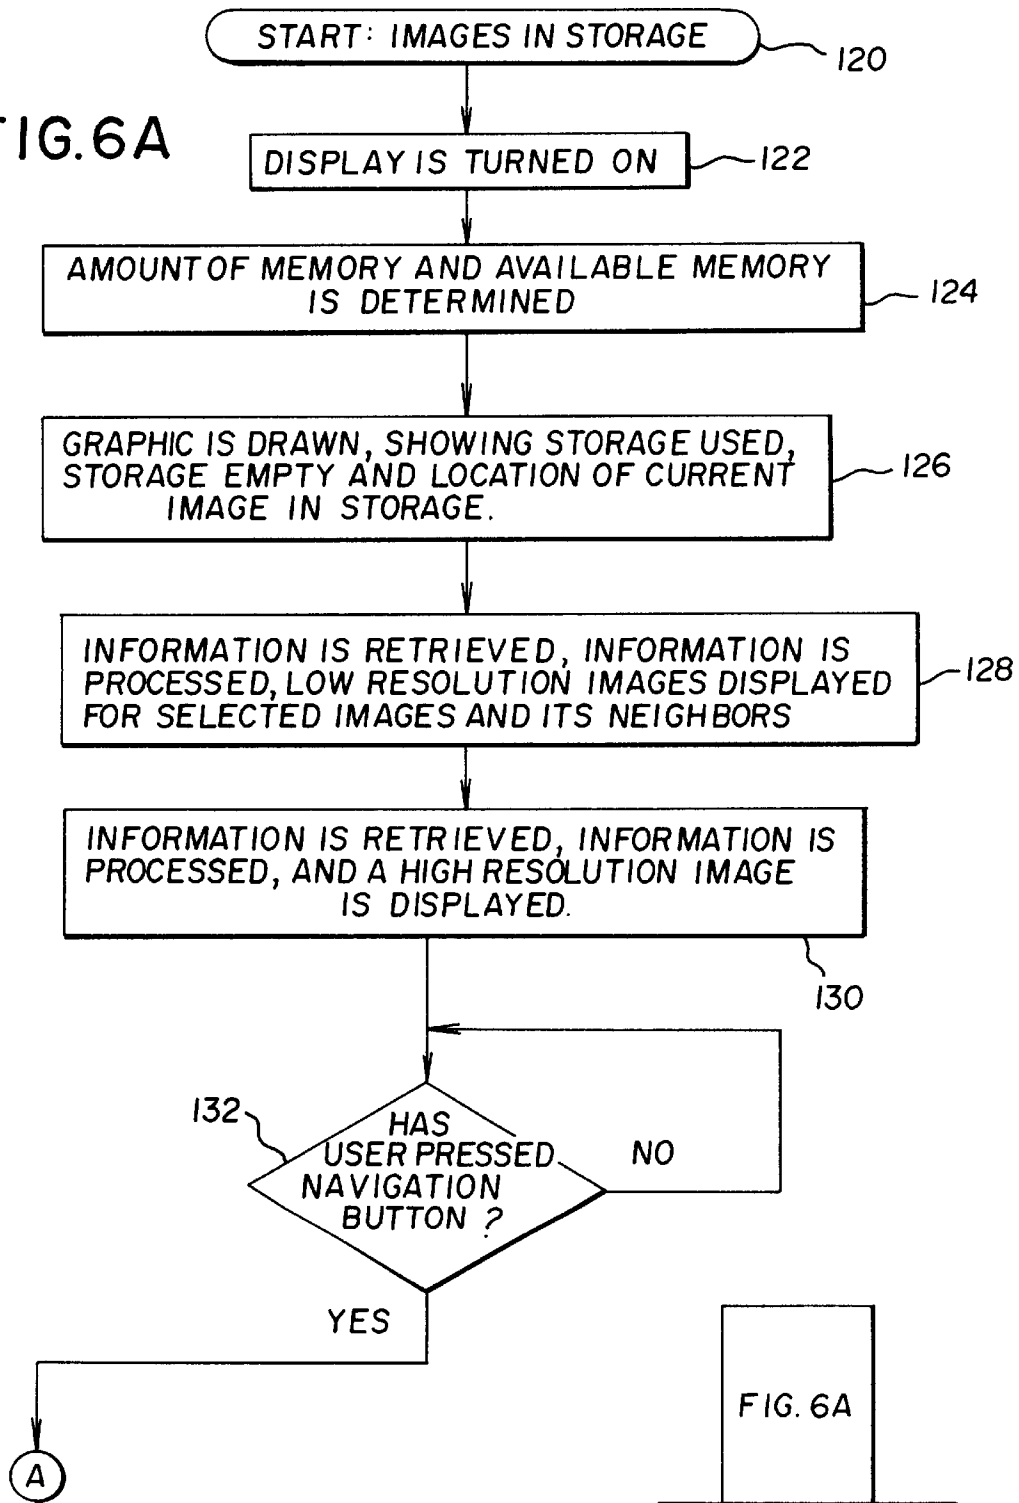 START: IMAGES IN STORAGE
120
FIG.6A
DISPLAY IS TURNED ON
122
AMOUNT OF MEMORY AND AVAILABLE MEMORY
IS DETERMINED
124
GRAPHIC IS DRAWN, SHOWING STORAGE USED,
STORAGE EMPTY AND LOCATION OF CURRENT
IMAGE IN STORAGE.
126
INFORMATION IS RETRIEVED, INFORMATION IS
PROCESSED, LOW RESOLUTION IMAGES DISPLAYED
FOR SELECTED IMAGES AND ITS NEIGHBORS
128
INFORMATION IS RETRIEVED, INFORMATION IS
PROCESSED, AND A HIGH RESOLUTION IMAGE
IS DISPLAYED.
130
132
HAS
USER PRESSED
NAVIGATION
BUTTON ?
NO
YES
A
FIG. 6A